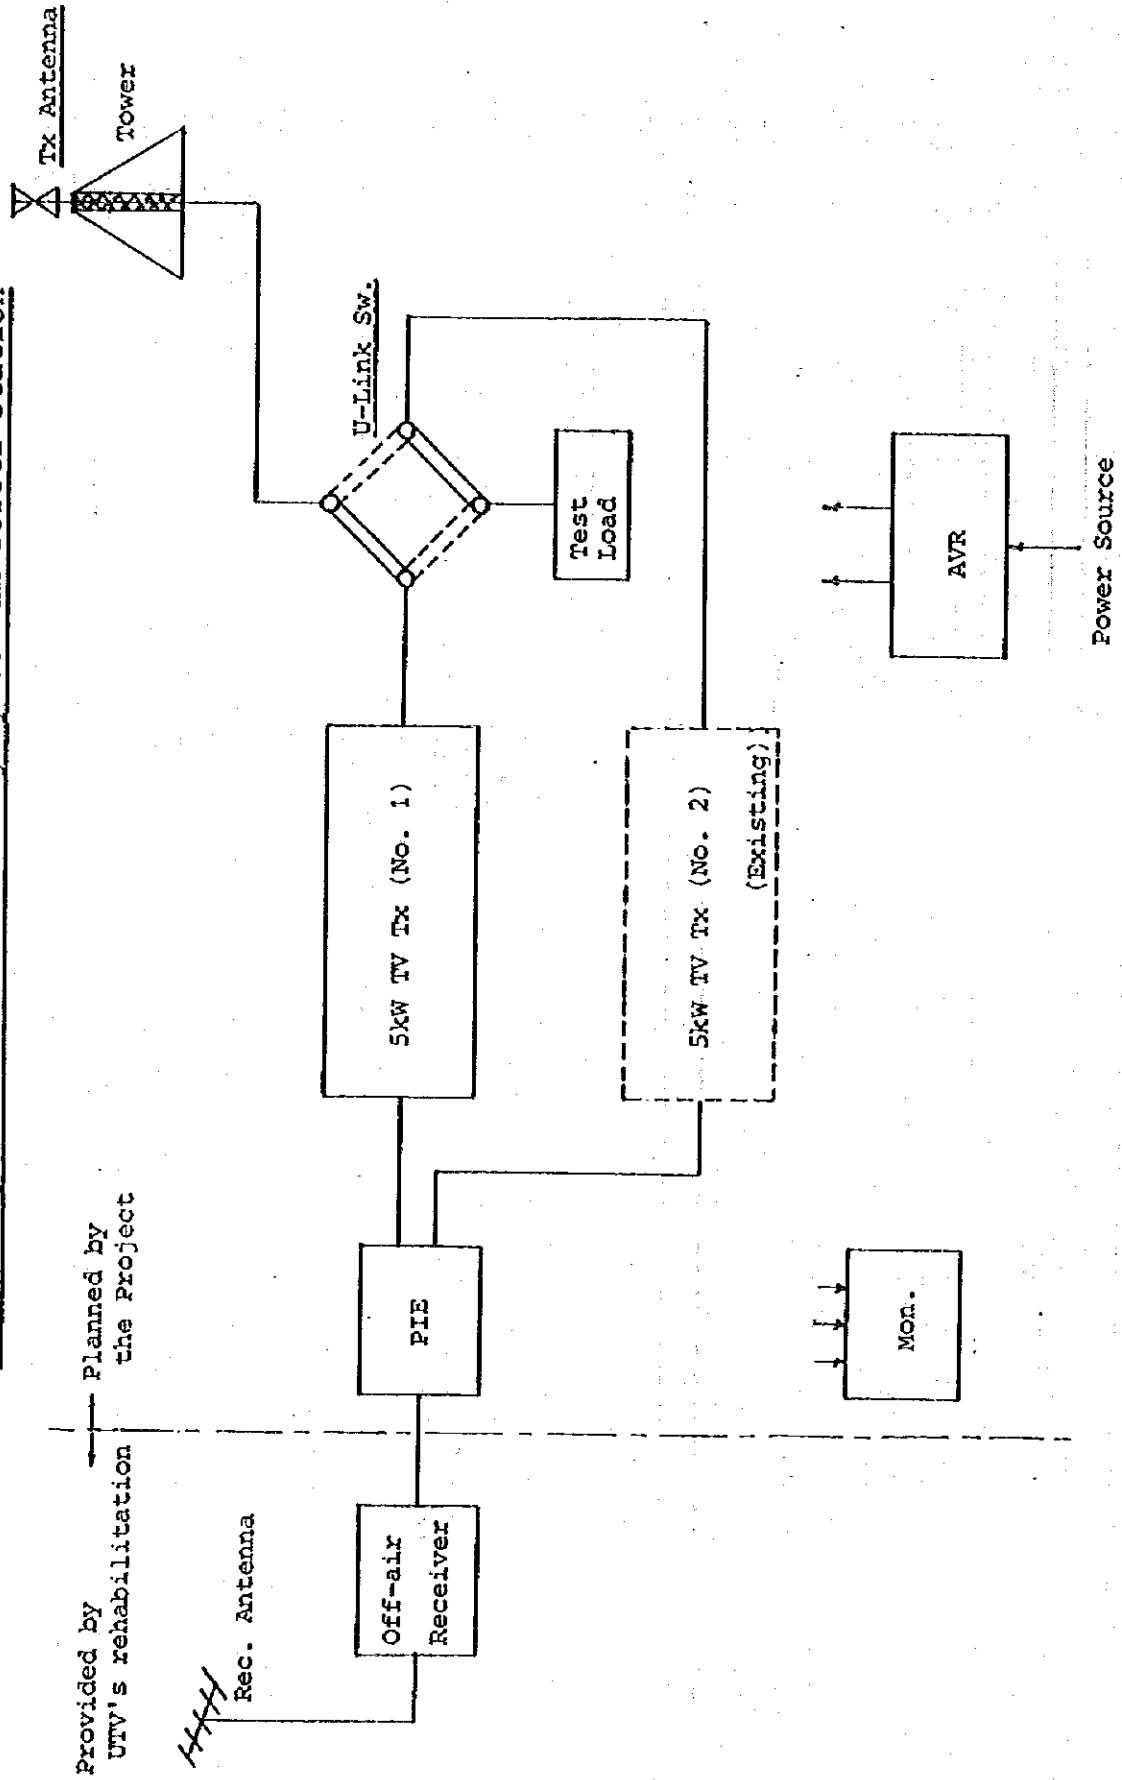 Station
Tx Antenna
Tower
Provided by
UTV's rehabilitation
Planned by
the Project
Rec. Antenna
Off-air
Receiver
PIE
5kW TV Tx (No. 1)
U-Link Sw.
Test
Load
5kW TV Tx (No. 2)
(Existing)
Mon.
AVR
Power Source